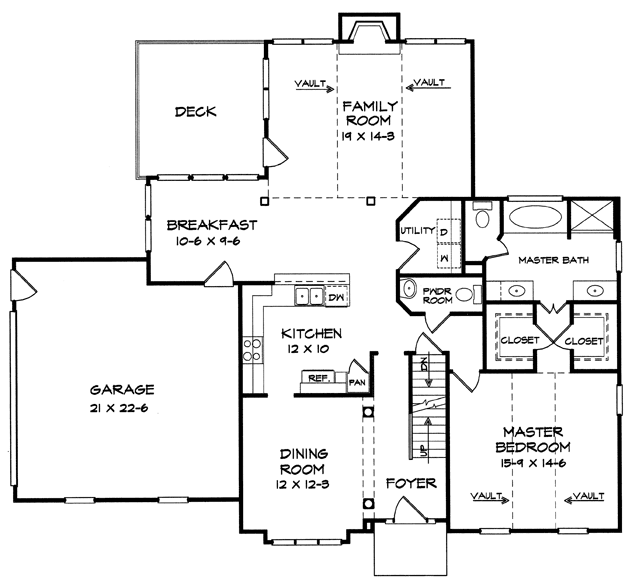 VAULT
VAULT
FAMILY
ROOM
19 X 14-3
DECK
BREAKFAST
10-6 X 9-6
UTILITY
D
W
MASTER BATH
PWDR
ROOM
DW
KITCHEN
12 X 10
CLOSET
CLOSET
REF.
PAN
DN
GARAGE
21 X 22-6
MASTER
BEDROOM
15-9 X 14-6
UP
DINING
ROOM
12 X 12-3
FOYER
VAULT
VAULT